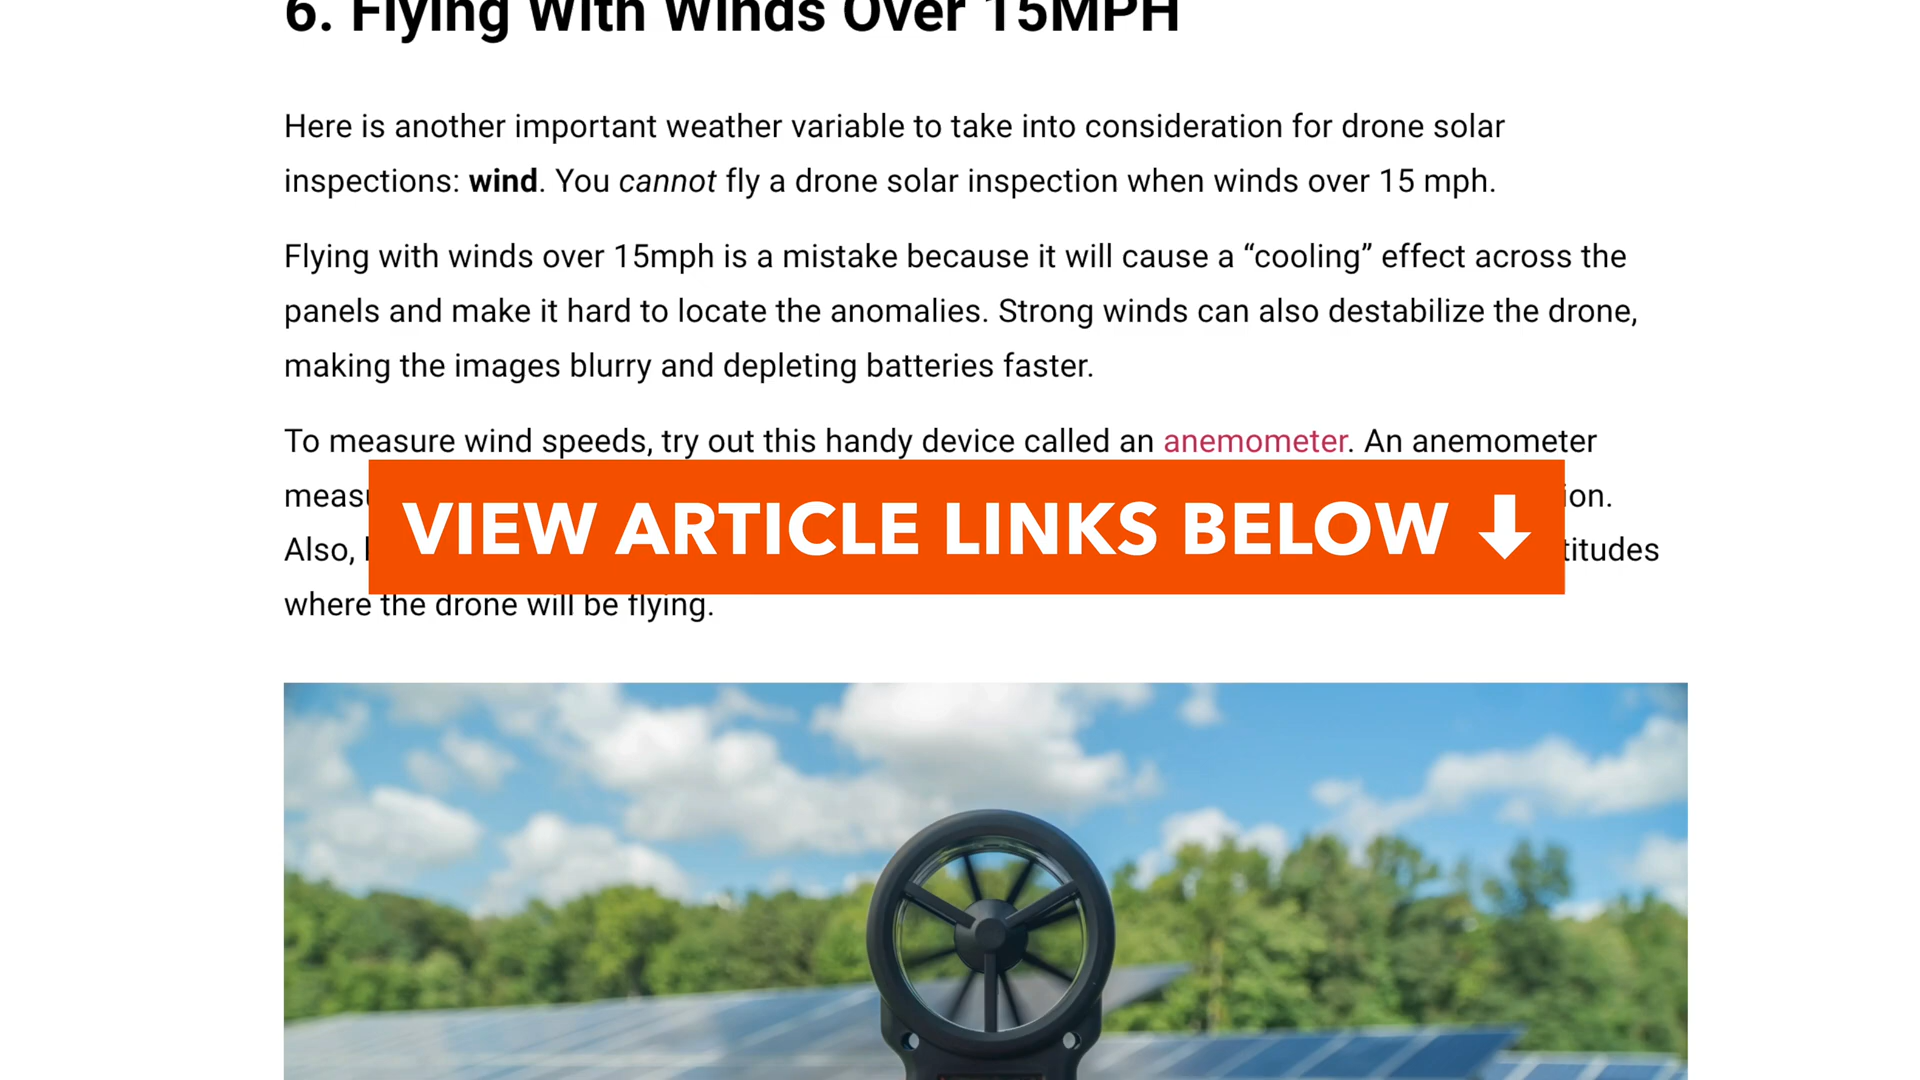 6. Flying With Winds Over 15MPH
Here is another important weather variable to take into consideration for drone solar
inspections: wind. You cannot fly a drone solar inspection when winds over 15 mph.
Flying with winds over 15mph is a mistake because it will cause a “cooling” effect across the
panels and make it hard to locate the anomalies. Strong winds can also destabilize the drone,
making the images blurry and depleting batteries faster.
To measure wind speeds, try out this handy device called an anemometer. An anemometer
VIEW ARTICLE LINKS BELOW ⬇
Also,
where the drone will be flying.